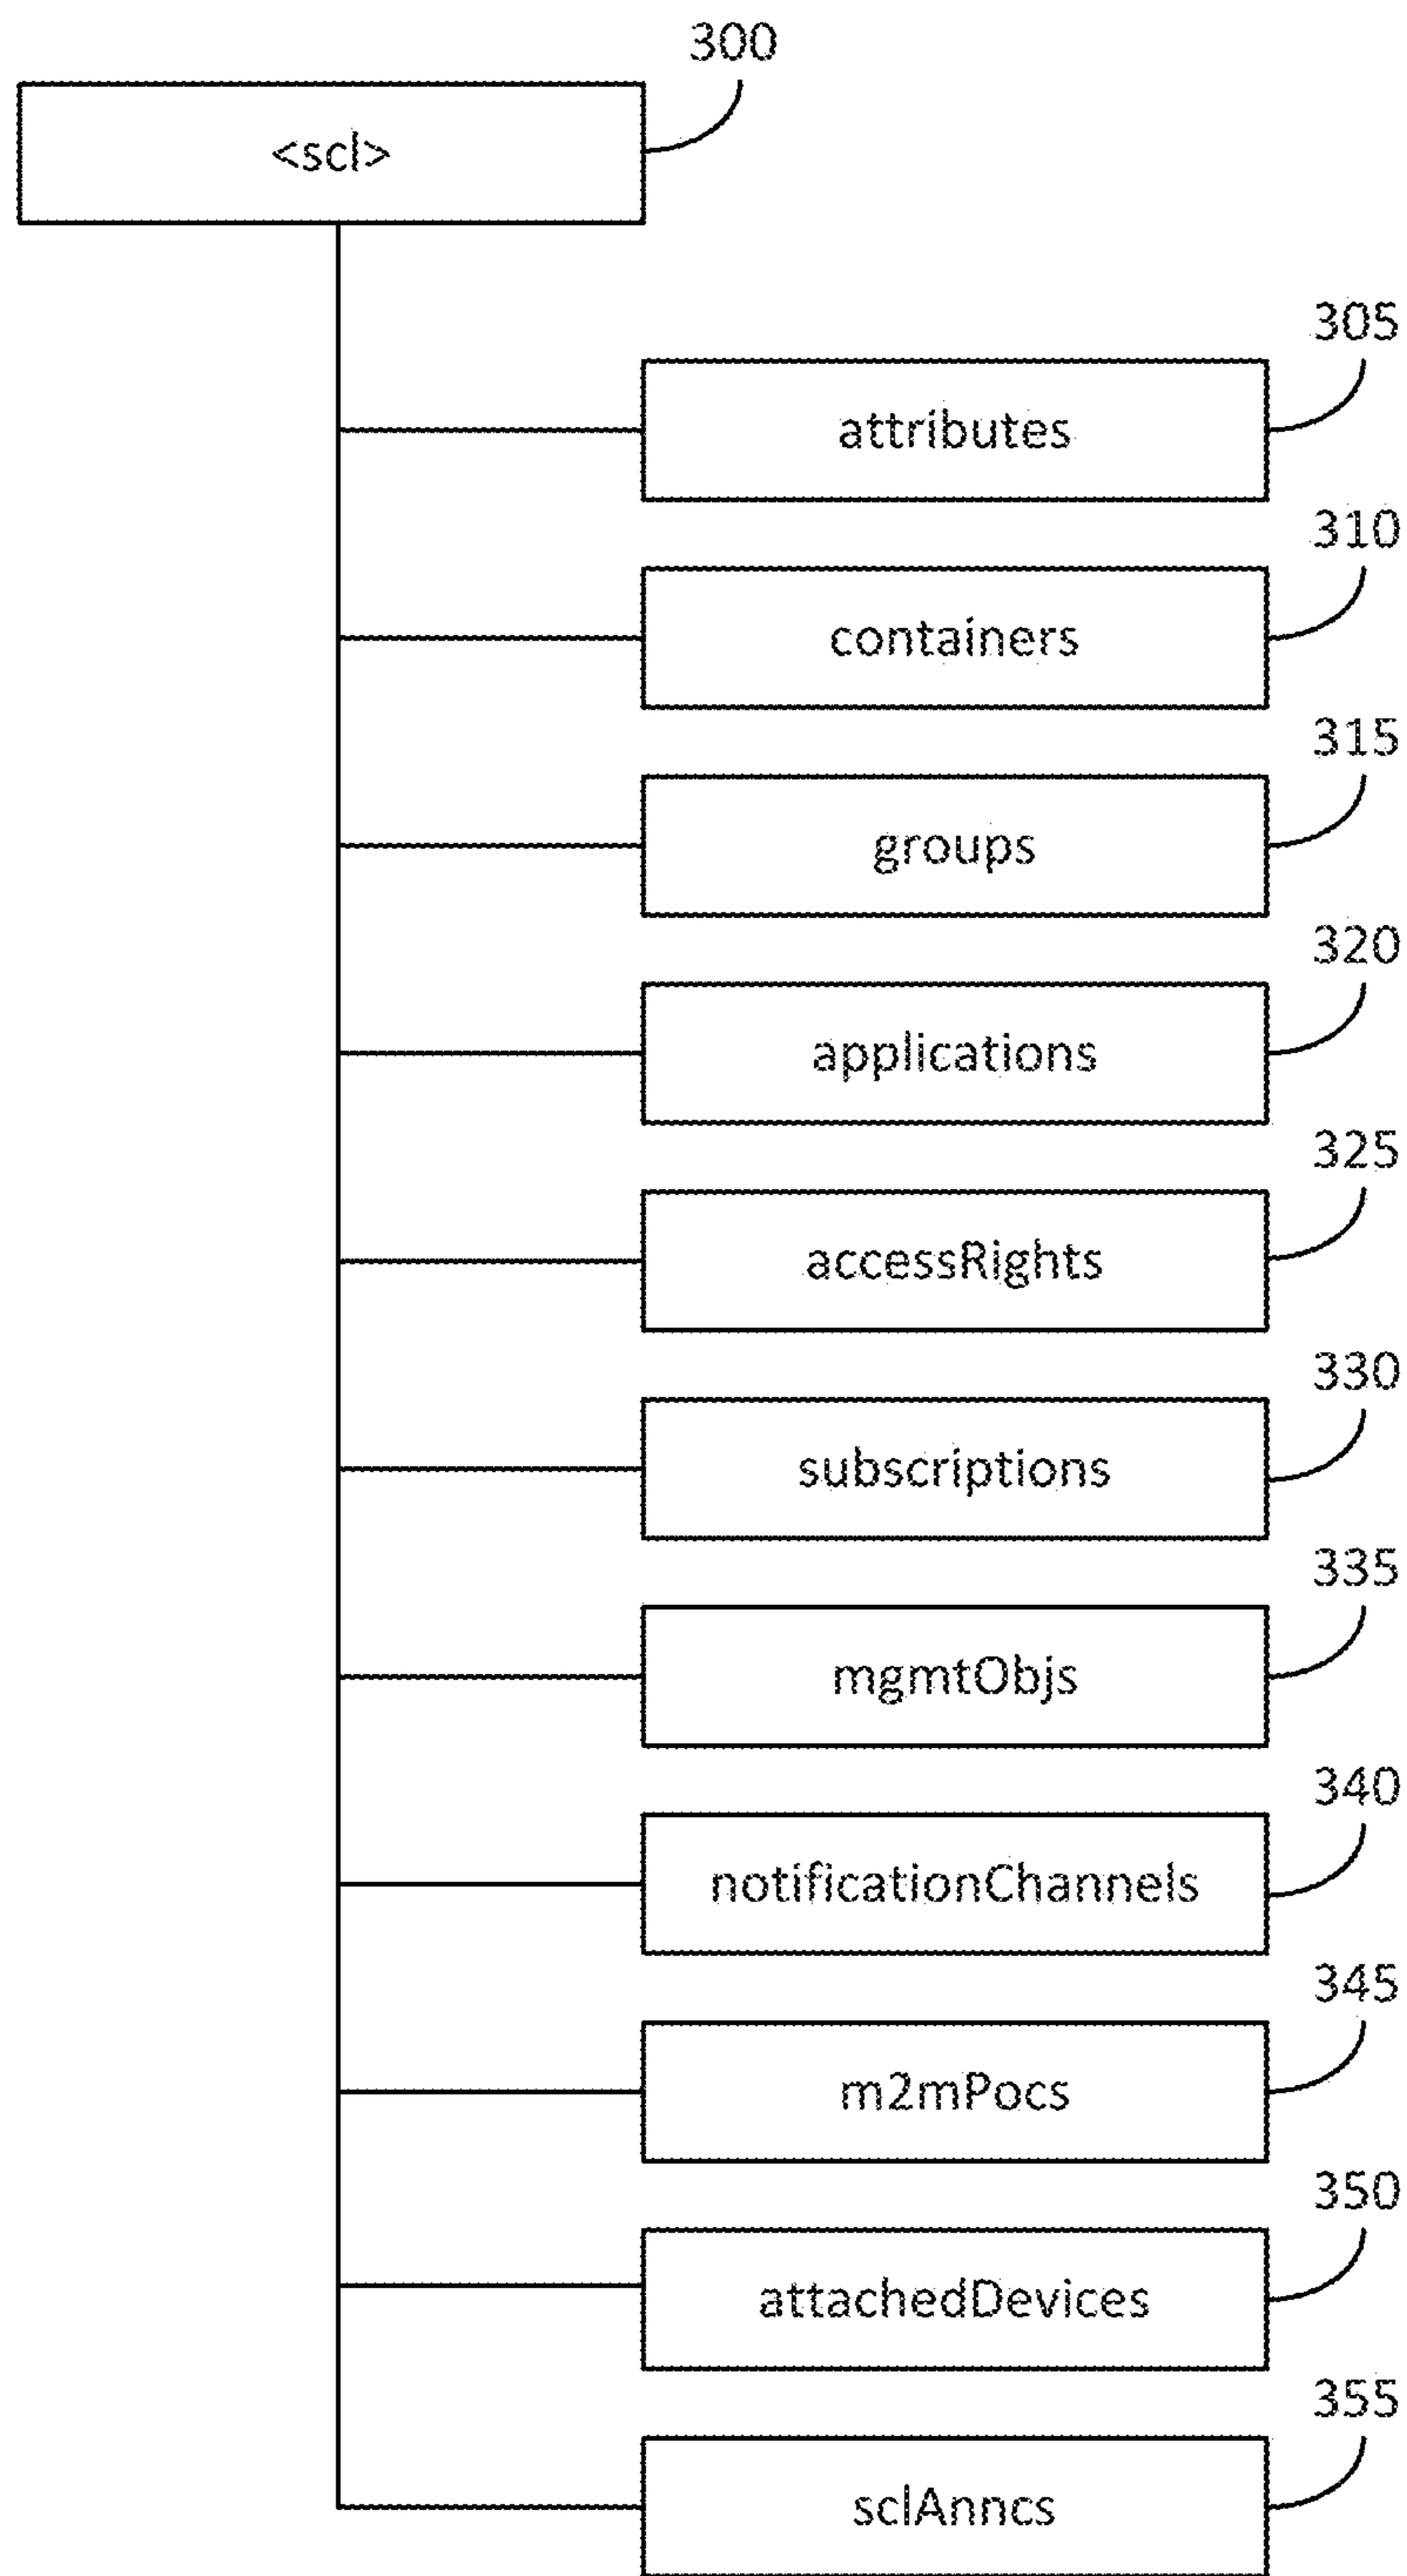 300
<scl>
305
attributes
310
containers
315
groups
320
applications
325
accessRights
330
subscriptions
335
mgmtObjs
340
notificationChannels
345
m2mPocs
350
attachedDevices
355
sclAnncs